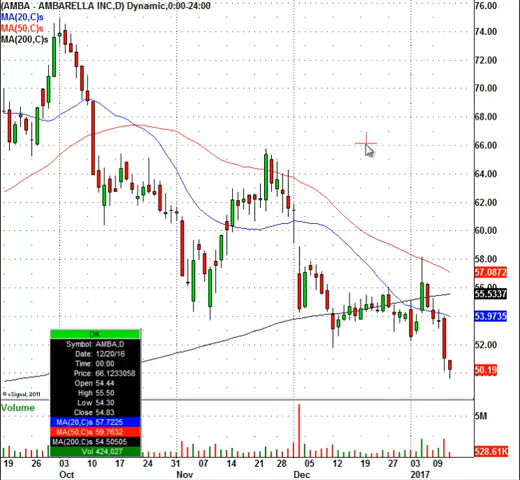 (AMBA - AMBARELLA INC,D) Dynamic,0:00-24:00
MA(20,C)s
MA(50,C)s
MA(200,C)s
76.00
74.00
72.00
70.00
68.00
66.00
64.00
62.00
60.00
58.00
57.0872
55.5337
53.9735
52.00
50.19
OK
Symbol: AMBA,D
Date: 12/20/16
Time: 00:00
Price: 66.1233058
Open 54.44
High 55.50
Low 54.30
Close 54.83
MA(20,C)s 57.7225
MA(50,C)s 59.7632
MA(200,C)s 54.50505
Vol 424,027
© eSignal, 2011
Volume
5M
528.61K
19 26 03 10 17 24 31 07 14 21 28 05 12 19 27 03 09
Oct Nov Dec 2017